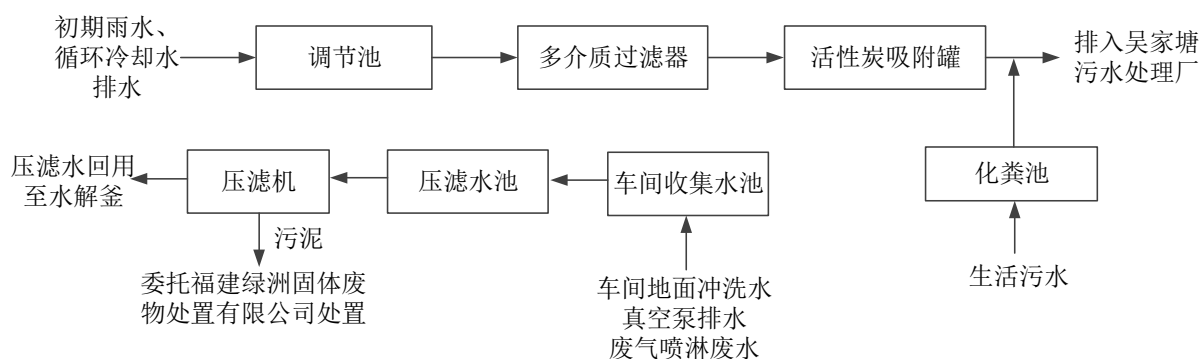 初期雨水、
循环冷却水
排水
调节池
多介质过滤器
活性炭吸附罐
排入吴家塘
污水处理厂
压滤水回用
至水解釜
压滤机
压滤水池
车间收集水池
化粪池
污泥
委托福建绿洲固体废
物处置有限公司处置
车间地面冲洗水
真空泵排水
废气喷淋废水
生活污水